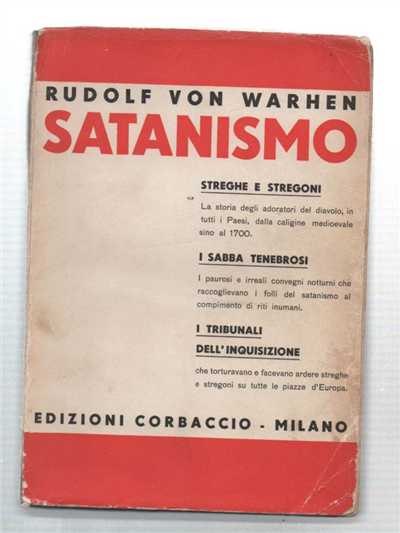 RUDOLF VON WARHEN
SATANISMO
STREGHE E STREGONI
La storia degli adoratori del diavolo, in
tutti i Paesi, dalla caligine medioevale
sino al 1700.
I SABBA TENEBROSI
I paurosi e irreali convegni notturni che
raccoglievano i folli del satanismo al
compimento di riti inumani.
I TRIBUNALI
DELL'INQUISIZIONE
che torturavano e facevano ardere streghe
e stregoni su tutte le piazze d'Europa.
EDIZIONI CORBACCIO - MILANO